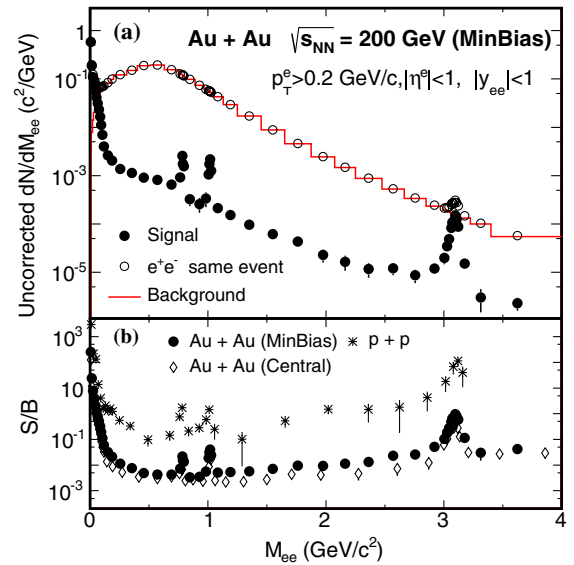 (a) Au + Au √s_NN = 200 GeV (MinBias)
p_T^e>0.2 GeV/c,|η^e|<1, |y_ee|<1
Uncorrected dN/dM_ee (c²/GeV)
1
10^-1
10^-3
10^-5
Signal
e⁺e⁻ same event
Background
(b) Au + Au (MinBias) p + p
Au + Au (Central)
S/B
10³
10
10^-1
10^-3
0 1 2 3 4
M_ee (GeV/c²)